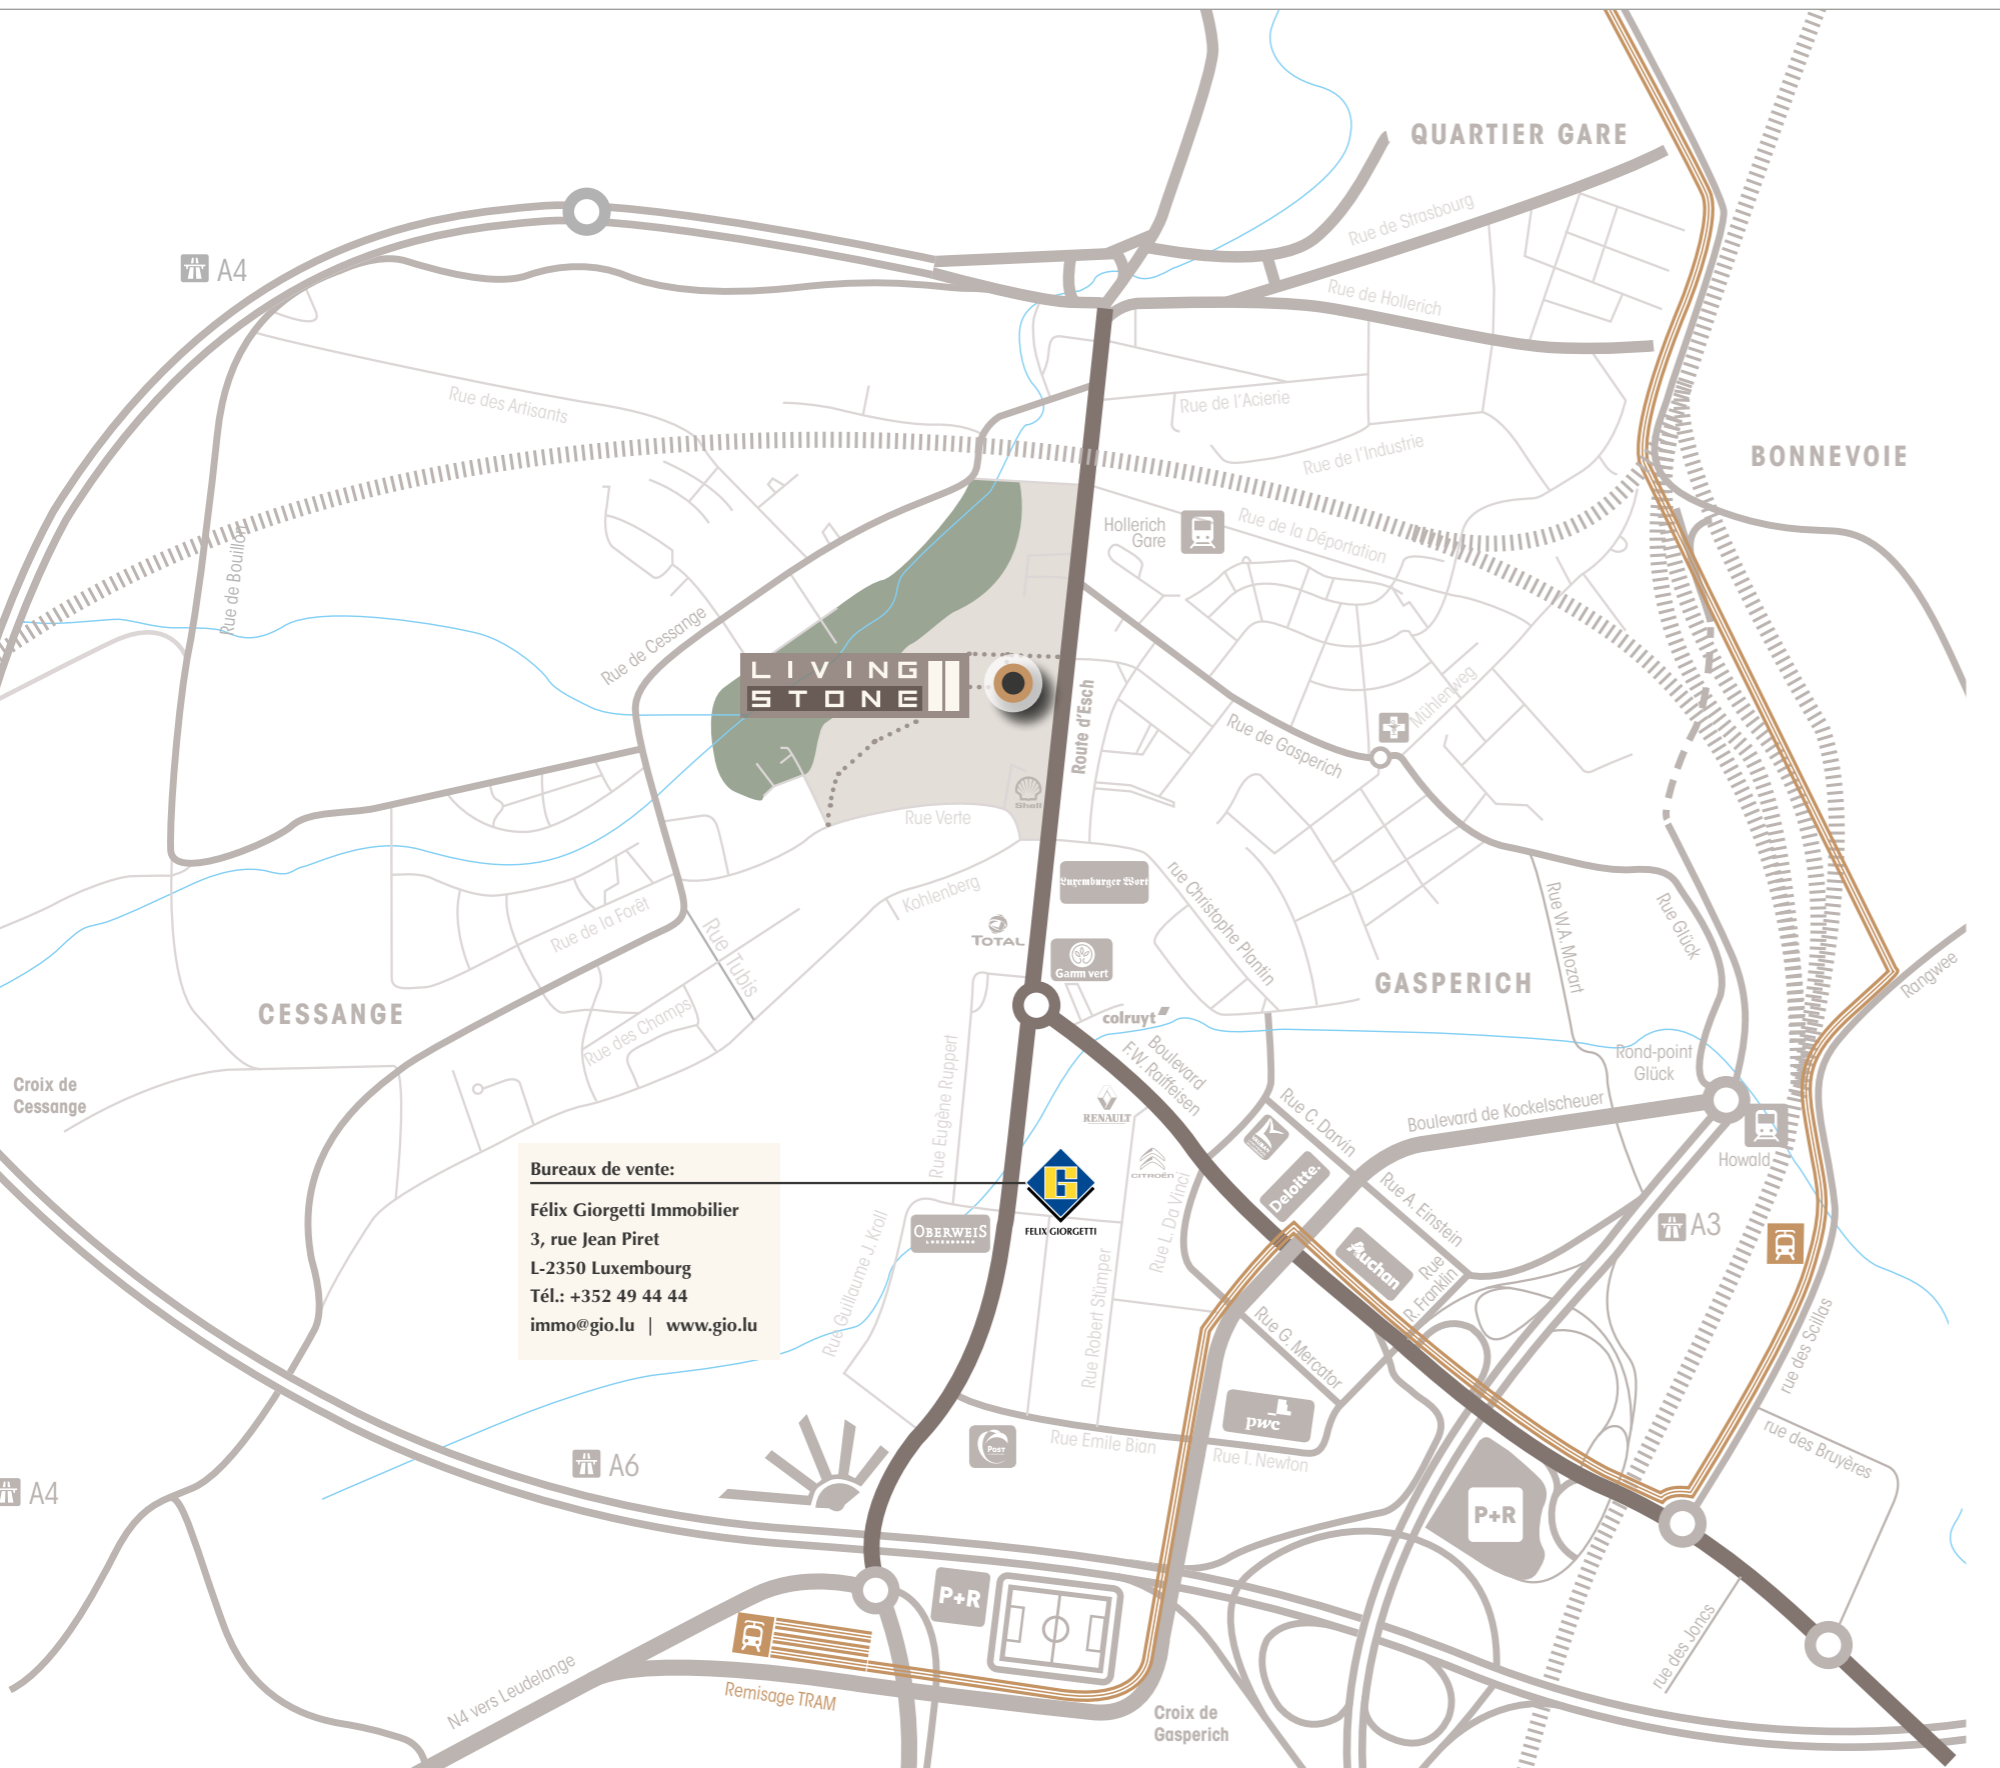 QUARTIER GARE
Rue de Strasbourg
A4
Rue de Hollerich
Rue des Artisants
Rue de l'Acierie
Rue de l'Industrie
BONNEVOIE
Hollerich
Gare
Rue de la Déportation
Rue de Bouillon
Rue de Cessange
LIVING
STONE II
Route d'Esch
Mühlenweg
Rue de Gasperich
Shell
Rue Verte
Luxemburger Wort
rue Christophe Plantin
Rue W.A. Mozart
Rue Glück
Kohlenberg
Rue de la Forêt
Rue Tubis
TOTAL
Gamm vert
GASPERICH
Rangwee
CESSANGE
colruyt
Rue des Champs
Rue Eugène Ruppert
Boulevard
F.W. Raiffeisen
Rond-point
Glück
Croix de
Cessange
RENAULT
Rue C. Darvin
Boulevard de Kockelscheuer
Howald
CITROËN
Deloitte.
Rue A. Einstein
Rue L. Da Vinci
Bureaux de vente:
Félix Giorgetti Immobilier
3, rue Jean Piret
L-2350 Luxembourg
Tél.: +352 49 44 44
immo@gio.lu | www.gio.lu
G
FELIX GIORGETTI
OBERWEIS
Rue Guillaume J. Kroll
A3
Auchan
Rue
R. Franklin
Rue Robert Stümper
Rue G. Mercator
rue des Scillas
pwc
POST
Rue Emile Bian
Rue I. Newton
rue des Bruyères
A6
A4
P+R
P+R
rue des Joncs
N4 vers Leudelange
Remisage TRAM
Croix de
Gasperich